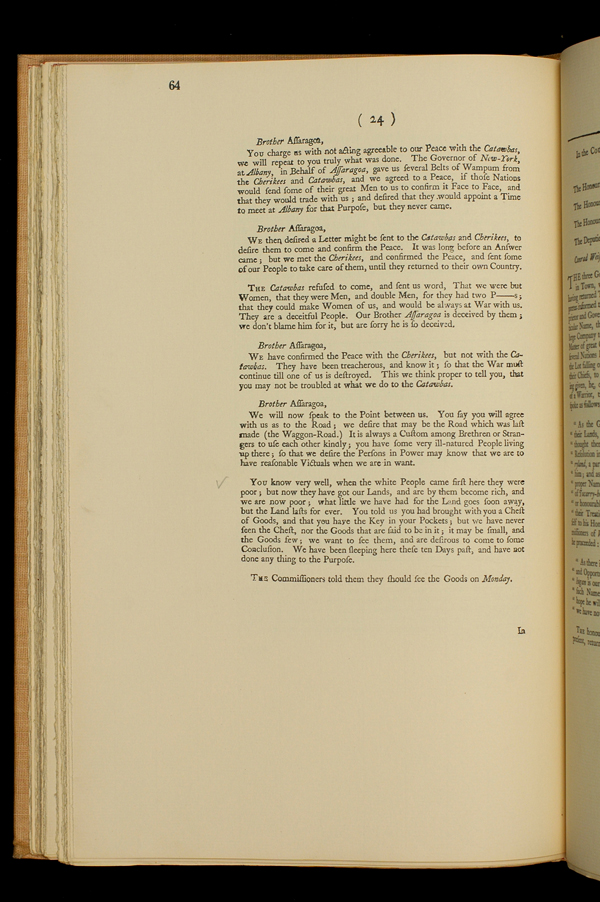 64
( 24 )
Brother Aſſaragoa,
You charge us with not acting agreeable to our Peace with the Catawbas,
we will repeat to you truly what was done. The Governor of New-York,
at Albany, in Behalf of Aſſaragoa, gave us ſeveral Belts of Wampum from
the Cherikees and Catawbas, and we agreed to a Peace, if thoſe Nations
would ſend ſome of their great Men to us to confirm it Face to Face, and
that they would trade with us; and deſired that they would appoint a Time
to meet at Albany for that Purpoſe, but they never came.
Brother Aſſaragoa,
WE then deſired a Letter might be ſent to the Catawbas and Cherikees, to
deſire them to come and confirm the Peace. It was long before an Anſwer
came; but we met the Cherikees, and confirmed the Peace, and ſent ſome
of our People to take care of them, until they returned to their own Country.
THE Catawbas refuſed to come, and ſent us word, That we were but
Women, that they were Men, and double Men, for they had two P——s;
that they could make Women of us, and would be always at War with us.
They are a deceitful People. Our Brother Aſſaragoa is deceived by them;
we don't blame him for it, but are ſorry he is ſo deceived.
Brother Aſſaragoa,
WE have confirmed the Peace with the Cherikees, but not with the Ca-
tawbas. They have been treacherous, and know it; ſo that the War muſt
continue till one of us is deſtroyed. This we think proper to tell you, that
you may not be troubled at what we do to the Catawbas.
Brother Aſſaragoa,
We will now ſpeak to the Point between us. You ſay you will agree
with us as to the Road; we deſire that may be the Road which was laſt
made (the Waggon-Road.) It is always a Cuſtom among Brethren or Stran-
gers to uſe each other kindly; you have ſome very ill-natured People living
up there; ſo that we deſire the Perſons in Power may know that we are to
have reaſonable Victuals when we are in want.
You know very well, when the white People came firſt here they were
poor; but now they have got our Lands, and are by them become rich, and
we are now poor; what little we have had for the Land goes ſoon away,
but the Land laſts for ever. You told us you had brought with you a Cheſt
of Goods, and that you have the Key in your Pockets; but we have never
ſeen the Cheſt, nor the Goods that are ſaid to be in it; it may be ſmall, and
the Goods few; we want to ſee them, and are deſirous to come to ſome
Concluſion. We have been ſleeping here theſe ten Days paſt, and have not
done any thing to the Purpoſe.
THE Commiſſioners told them they ſhould ſee the Goods on Monday.
In